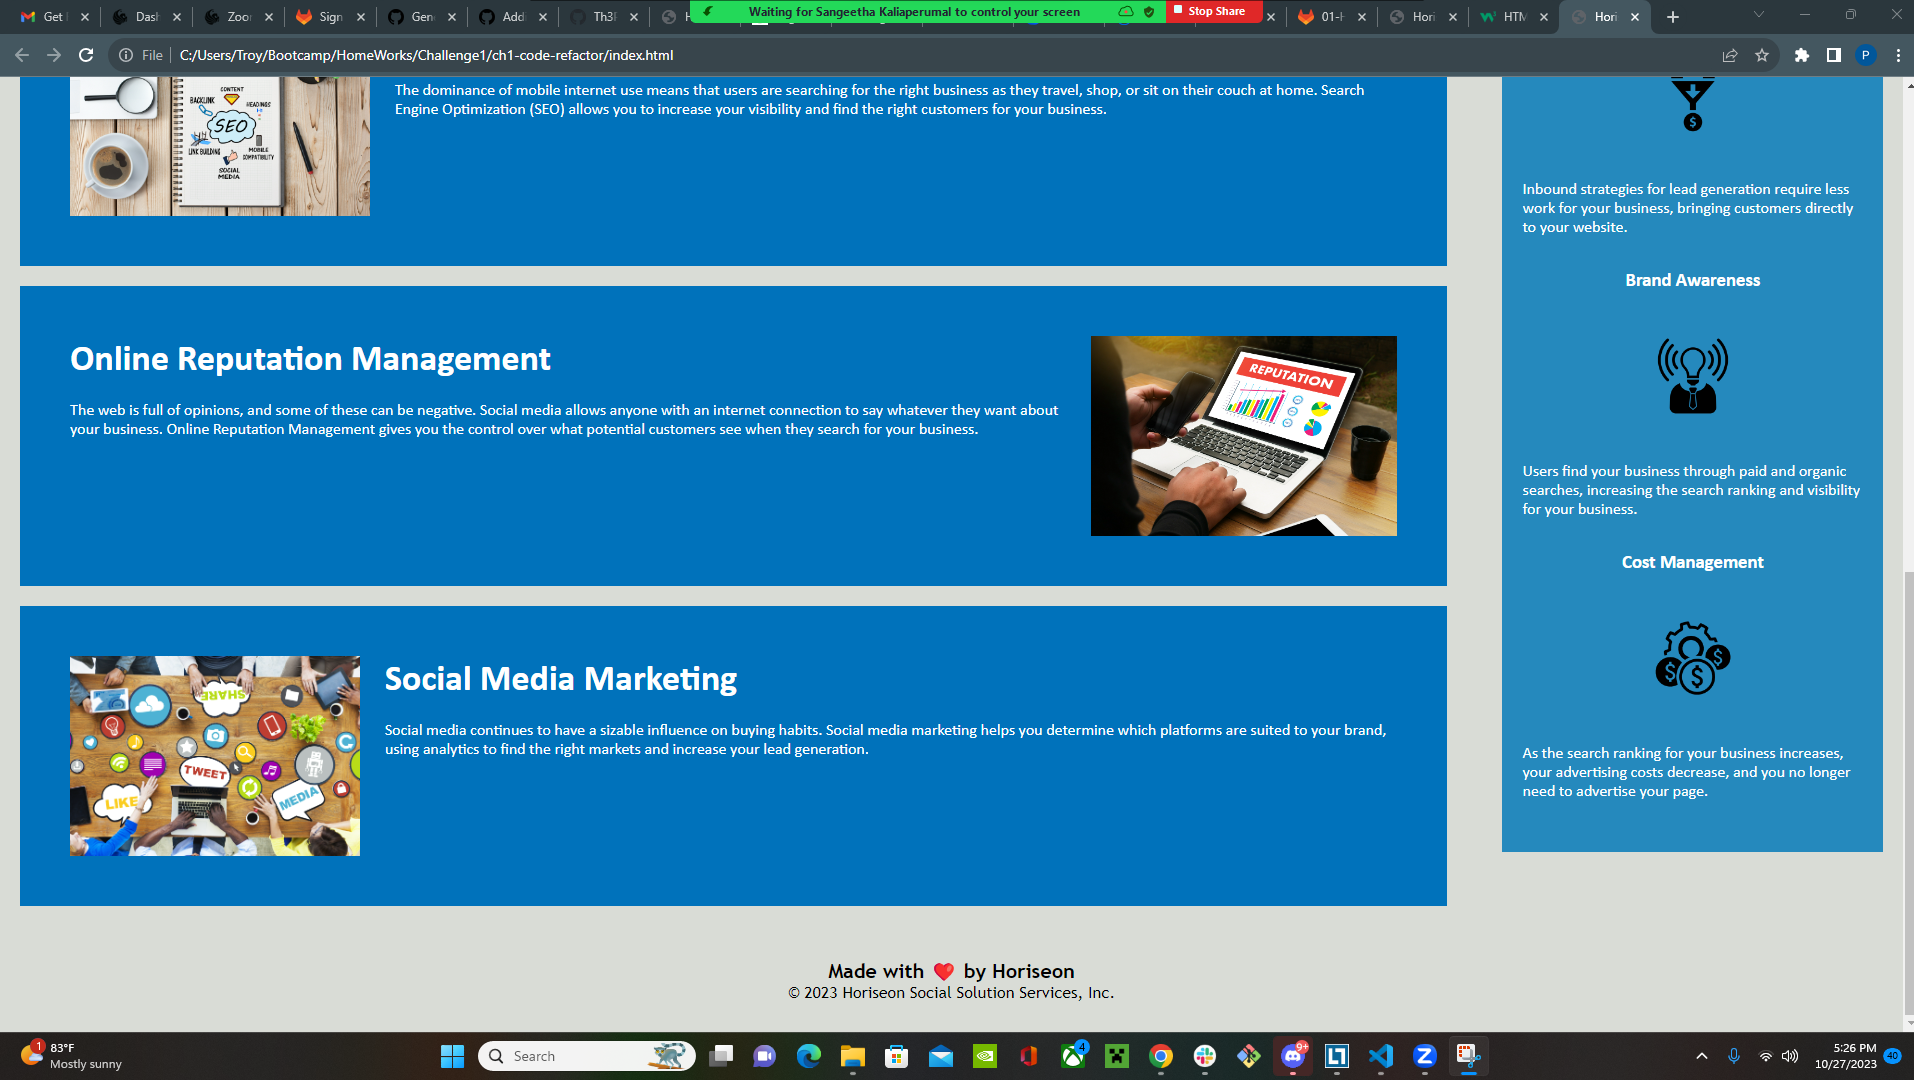 Get
Dash
Zoo
Sign
Gen
Add
Waiting for Sangeetha Kaliaperumal to control your screen
Stop Share
01-H
Hori
HTM
Hori
File
C:/Users/Troy/Bootcamp/HomeWorks/Challenge1/ch1-code-refactor/index.html
P
CONTENT
BACKLINK
HEADINGS
SEO
LINK BUILDING
MOBILE
COMPATIBILITY
SOCIAL
MEDIA
The dominance of mobile internet use means that users are searching for the right business as they travel, shop, or sit on their couch at home. Search
Engine Optimization (SEO) allows you to increase your visibility and find the right customers for your business.
Online Reputation Management
The web is full of opinions, and some of these can be negative. Social media allows anyone with an internet connection to say whatever they want about
your business. Online Reputation Management gives you the control over what potential customers see when they search for your business.
REPUTATION
SHARE
TWEET
LIKE
MEDIA
Social Media Marketing
Social media continues to have a sizable influence on buying habits. Social media marketing helps you determine which platforms are suited to your brand,
using analytics to find the right markets and increase your lead generation.
$
Inbound strategies for lead generation require less
work for your business, bringing customers directly
to your website.
Brand Awareness
Users find your business through paid and organic
searches, increasing the search ranking and visibility
for your business.
Cost Management
$ $ $
As the search ranking for your business increases,
your advertising costs decrease, and you no longer
need to advertise your page.
Made with ❤️ by Horiseon
© 2023 Horiseon Social Solution Services, Inc.
1
83°F
Mostly sunny
Search
4
9+
5:26 PM
10/27/2023
40